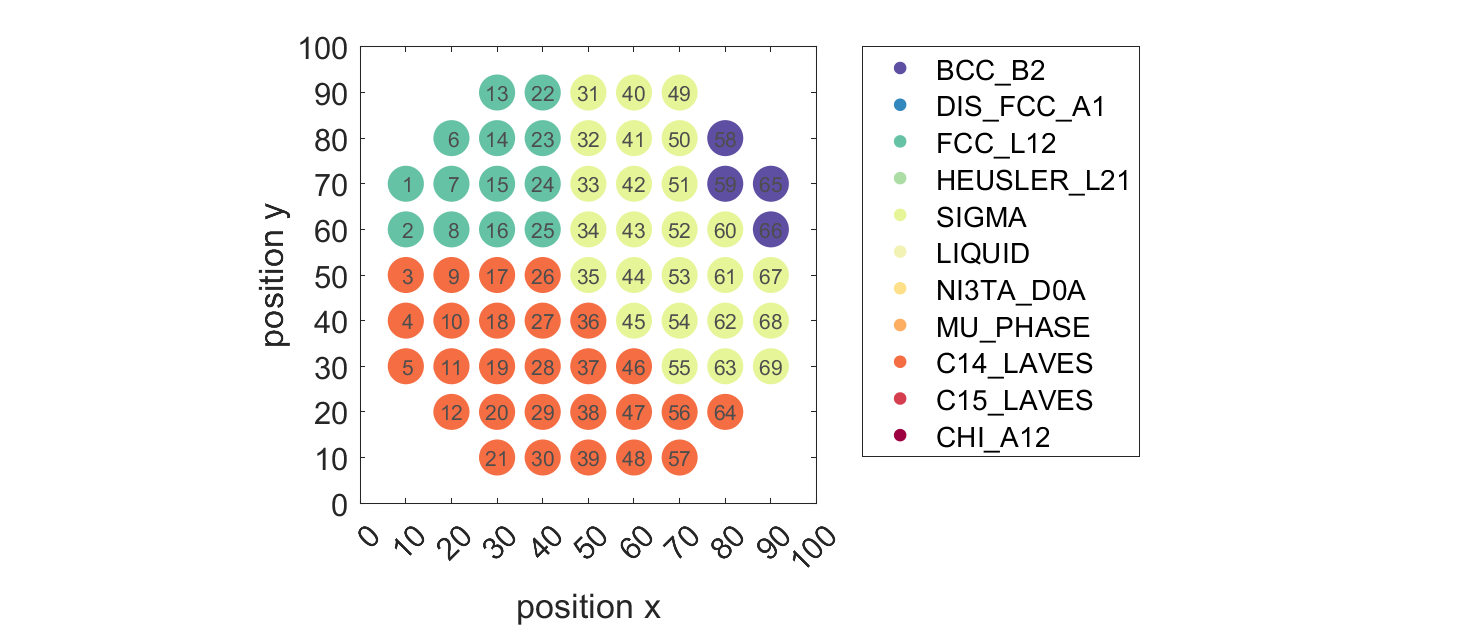 100
90
80
70
60
50
40
30
20
10
0
position y
13 22 31 40 49
6 14 23 32 41 50 58
1 7 15 24 33 42 51 59 65
2 8 16 25 34 43 52 60 66
3 9 17 26 35 44 53 61 67
4 10 18 27 36 45 54 62 68
5 11 19 28 37 46 55 63 69
12 20 29 38 47 56 64
21 30 39 48 57
0 10 20 30 40 50 60 70 80 90 100
position x
BCC_B2
DIS_FCC_A1
FCC_L12
HEUSLER_L21
SIGMA
LIQUID
NI3TA_D0A
MU_PHASE
C14_LAVES
C15_LAVES
CHI_A12